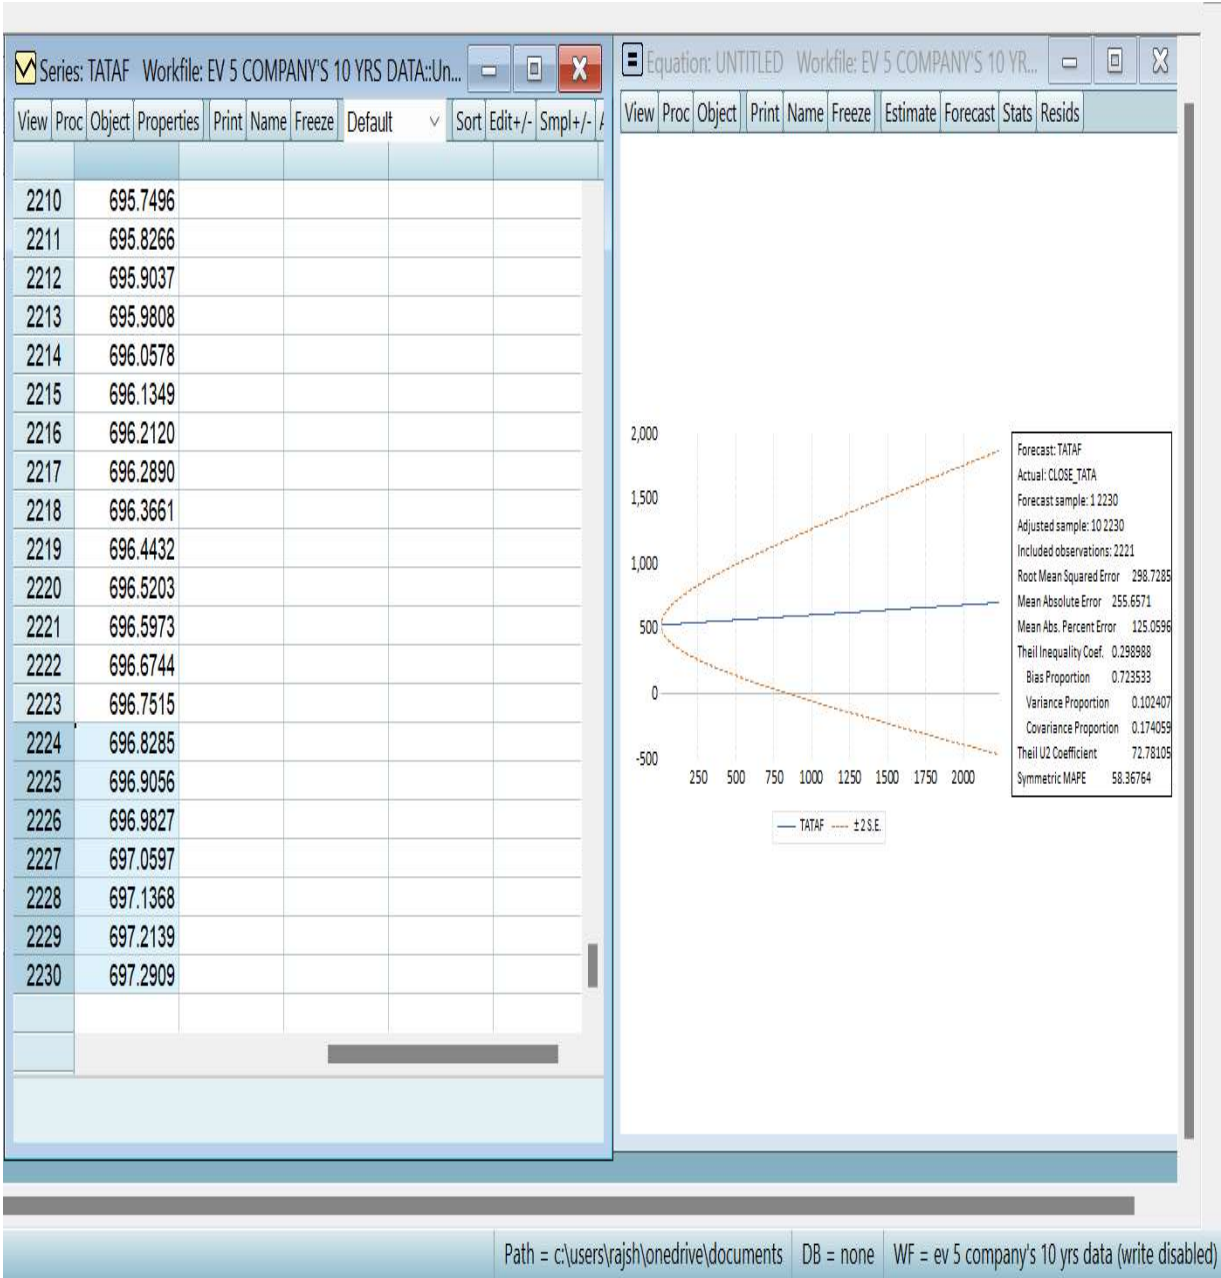 Series: TATAF Workfile: EV 5 COMPANY'S 10 YRS DATA::Un...
View Proc Object Properties Print Name Freeze Default Sort Edit+/- Smpl+/-
2210 695.7496
2211 695.8266
2212 695.9037
2213 695.9808
2214 696.0578
2215 696.1349
2216 696.2120
2217 696.2890
2218 696.3661
2219 696.4432
2220 696.5203
2221 696.5973
2222 696.6744
2223 696.7515
2224 696.8285
2225 696.9056
2226 696.9827
2227 697.0597
2228 697.1368
2229 697.2139
2230 697.2909
Equation: UNTITLED Workfile: EV 5 COMPANY'S 10 YR...
View Proc Object Print Name Freeze Estimate Forecast Stats Resids
2,000
1,500
1,000
500
0
-500
250 500 750 1000 1250 1500 1750 2000
TATAF ±2 S.E.
Forecast: TATAF
Actual: CLOSE_TATA
Forecast sample: 1 2230
Adjusted sample: 10 2230
Included observations: 2221
Root Mean Squared Error 298.7285
Mean Absolute Error 255.6571
Mean Abs. Percent Error 125.0596
Theil Inequality Coef. 0.298988
Bias Proportion 0.723533
Variance Proportion 0.102407
Covariance Proportion 0.174059
Theil U2 Coefficient 72.78105
Symmetric MAPE 58.36764
Path = c:\users\rajsh\onedrive\documents DB = none WF = ev 5 company's 10 yrs data (write disabled)